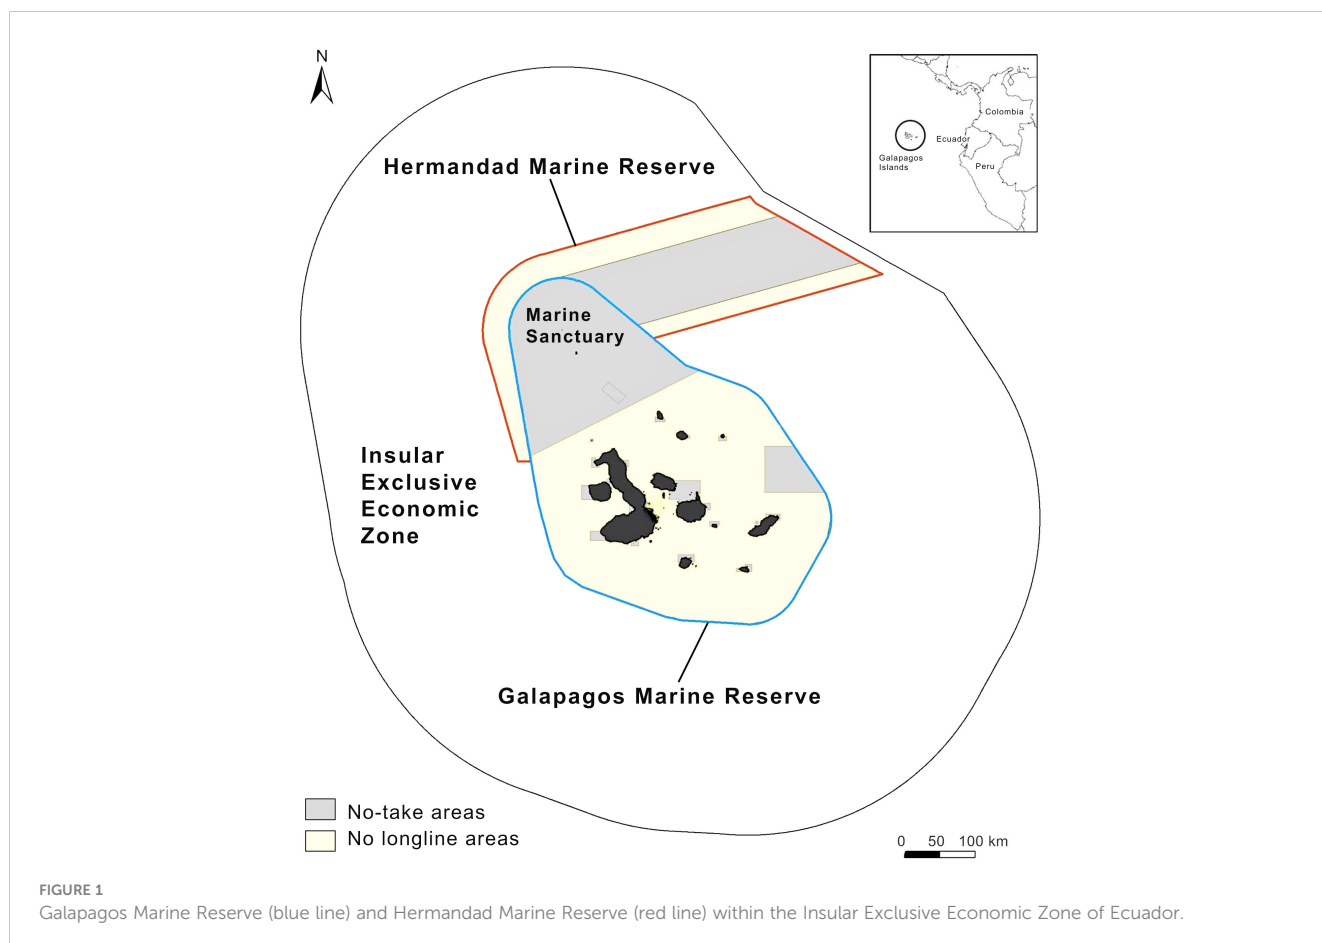 N
Colombia
Ecuador
Galapagos
Islands
Peru
Hermandad Marine Reserve
Marine
Sanctuary
Insular
Exclusive
Economic
Zone
Galapagos Marine Reserve
No-take areas
No longline areas
0 50 100 km
FIGURE 1
Galapagos Marine Reserve (blue line) and Hermandad Marine Reserve (red line) within the Insular Exclusive Economic Zone of Ecuador.